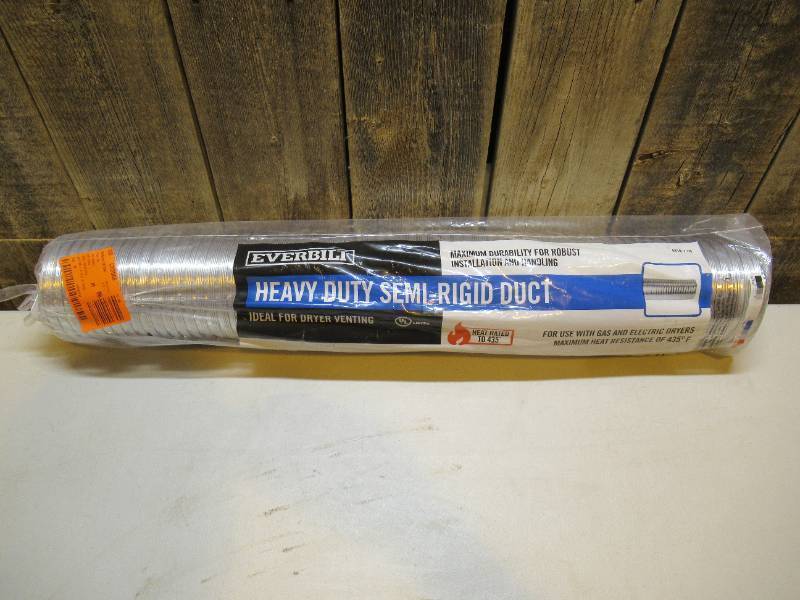 EVERBILT
HEAVY DUTY SEMI-RIGID DUCT
IDEAL FOR DRYER VENTING
MAXIMUM DURABILITY FOR ROBUST
INSTALLATION AND HANDLING
HEAT RATED
TO 435°
FOR USE WITH GAS AND ELECTRIC DRYERS
MAXIMUM HEAT RESISTANCE OF 435° F